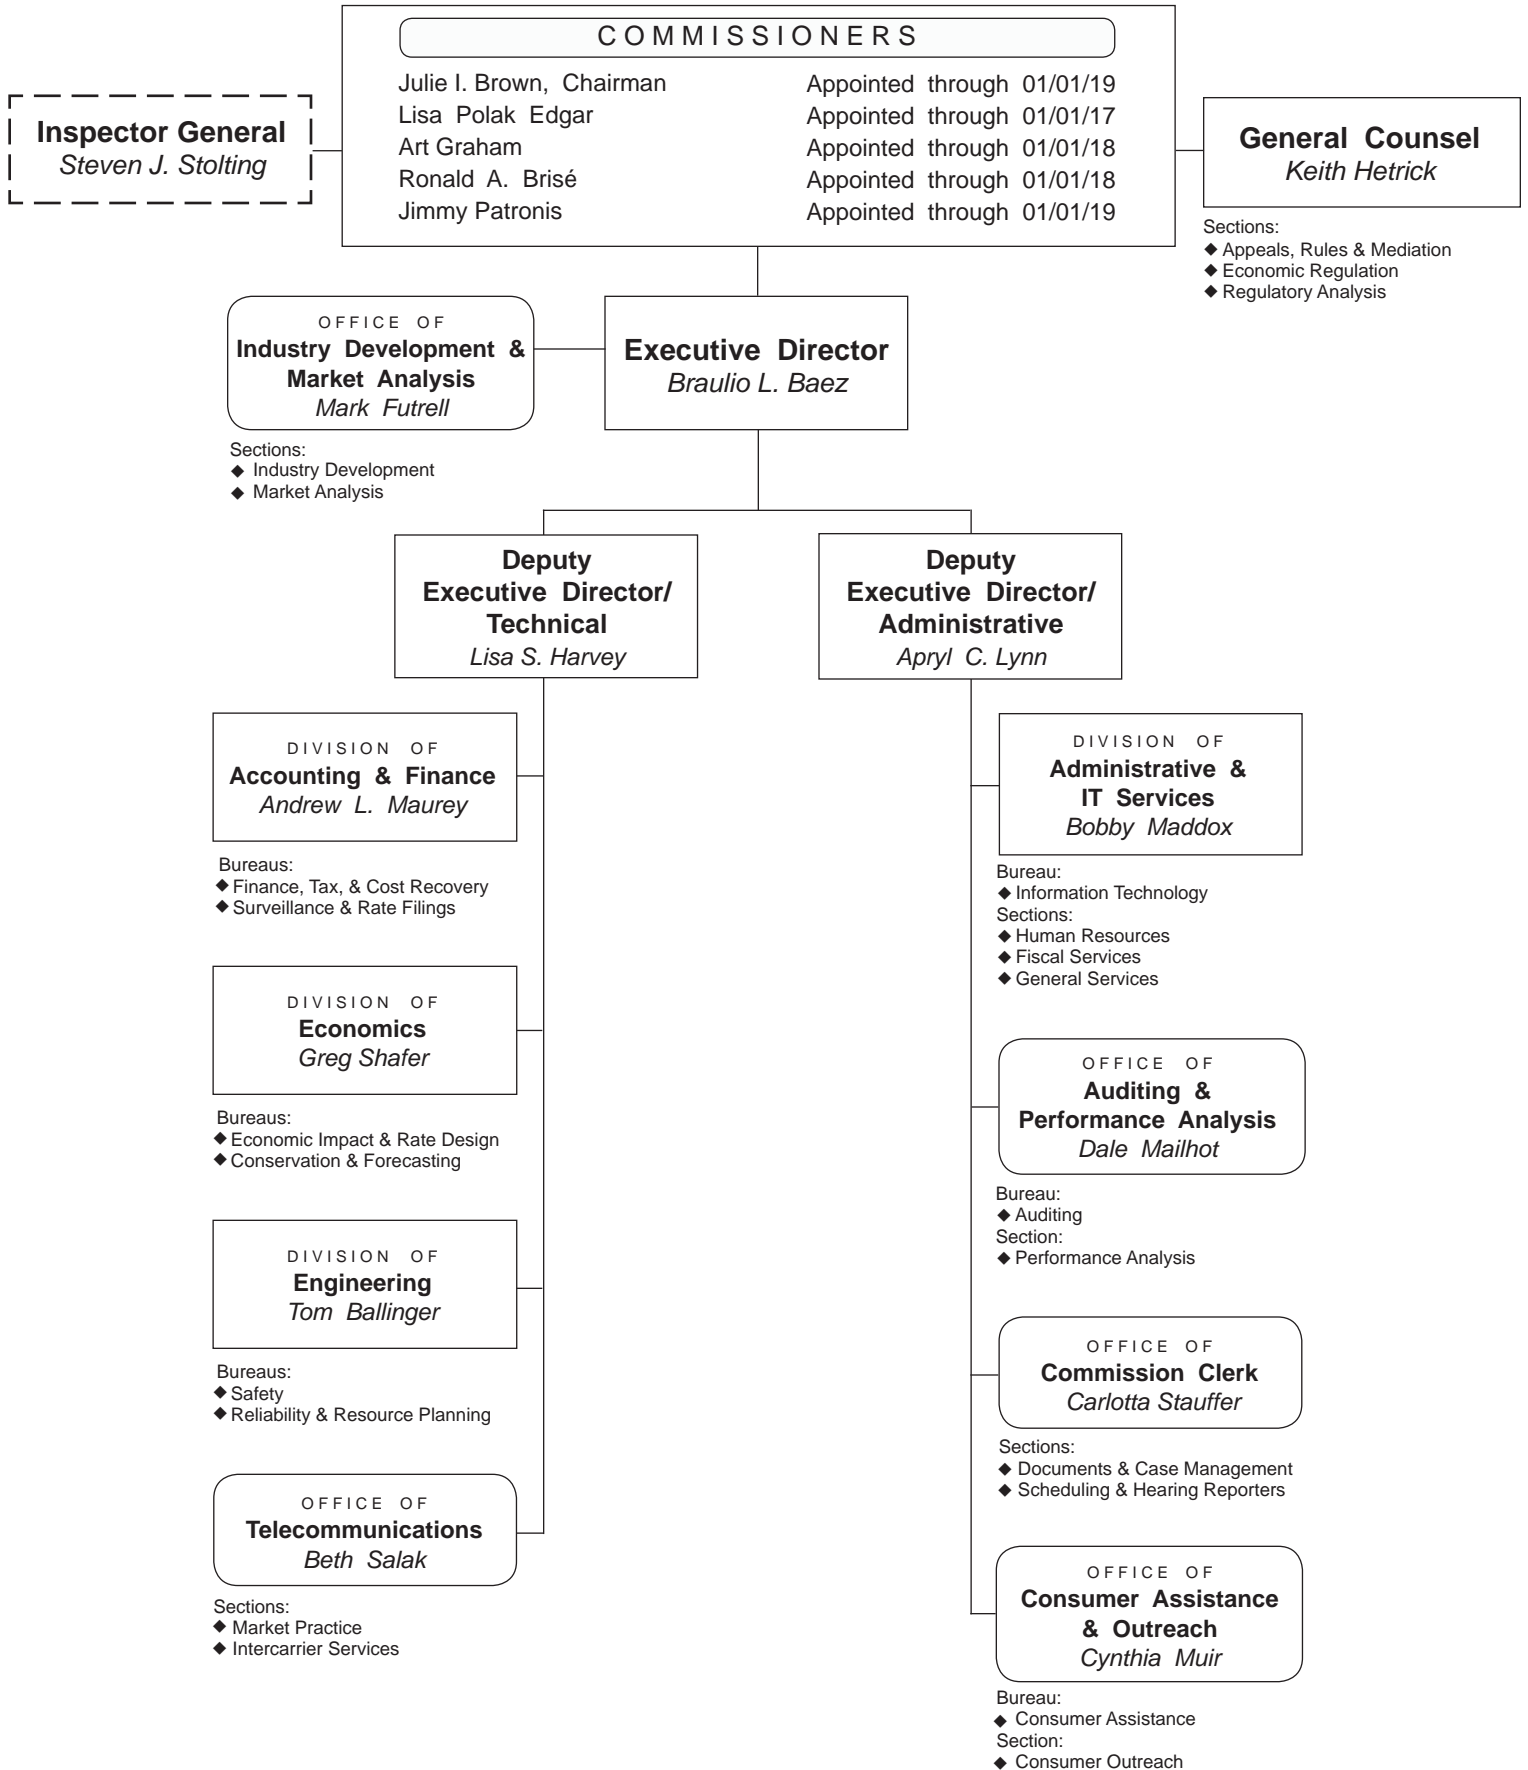 COMMISSIONERS
Julie I. Brown, Chairman Appointed through 01/01/19
Lisa Polak Edgar Appointed through 01/01/17
Art Graham Appointed through 01/01/18
Ronald A. Brisé Appointed through 01/01/18
Jimmy Patronis Appointed through 01/01/19
Inspector General
Steven J. Stolting
General Counsel
Keith Hetrick
Sections:
◆ Appeals, Rules & Mediation
◆ Economic Regulation
◆ Regulatory Analysis
OFFICE OF
Industry Development &
Market Analysis
Mark Futrell
Sections:
◆ Industry Development
◆ Market Analysis
Executive Director
Braulio L. Baez
Deputy
Executive Director/
Technical
Lisa S. Harvey
Deputy
Executive Director/
Administrative
Apryl C. Lynn
DIVISION OF
Accounting & Finance
Andrew L. Maurey
Bureaus:
◆ Finance, Tax, & Cost Recovery
◆ Surveillance & Rate Filings
DIVISION OF
Economics
Greg Shafer
Bureaus:
◆ Economic Impact & Rate Design
◆ Conservation & Forecasting
DIVISION OF
Engineering
Tom Ballinger
Bureaus:
◆ Safety
◆ Reliability & Resource Planning
OFFICE OF
Telecommunications
Beth Salak
Sections:
◆ Market Practice
◆ Intercarrier Services
DIVISION OF
Administrative &
IT Services
Bobby Maddox
Bureau:
◆ Information Technology
Sections:
◆ Human Resources
◆ Fiscal Services
◆ General Services
OFFICE OF
Auditing &
Performance Analysis
Dale Mailhot
Bureau:
◆ Auditing
Section:
◆ Performance Analysis
OFFICE OF
Commission Clerk
Carlotta Stauffer
Sections:
◆ Documents & Case Management
◆ Scheduling & Hearing Reporters
OFFICE OF
Consumer Assistance
& Outreach
Cynthia Muir
Bureau:
◆ Consumer Assistance
Section:
◆ Consumer Outreach